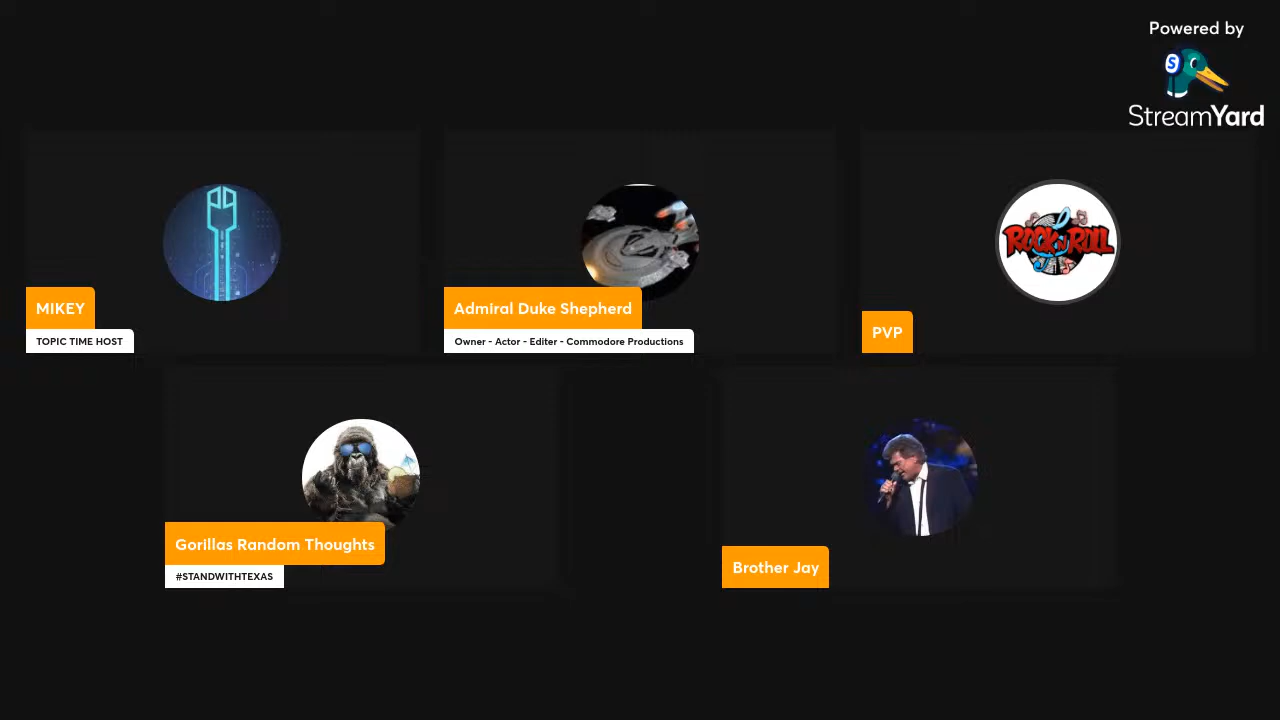 Powered by
S
StreamYard
MIKEY
TOPIC TIME HOST
Admiral Duke Shepherd
Owner - Actor - Editer - Commodore Productions
ROCK N ROLL
PVP
Gorillas Random Thoughts
#STANDWITHTEXAS
Brother Jay